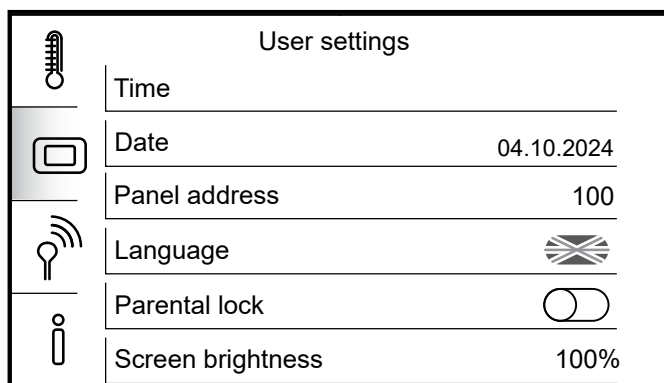 User settings
Time
Date 04.10.2024
Panel address 100
Language
Parental lock
Screen brightness 100%